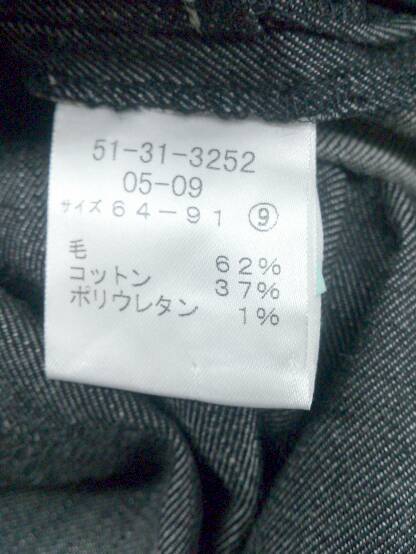 51-31-3252
05-09
サイズ 64-91 ⑨
毛 62%
コットン 37%
ポリウレタン 1%